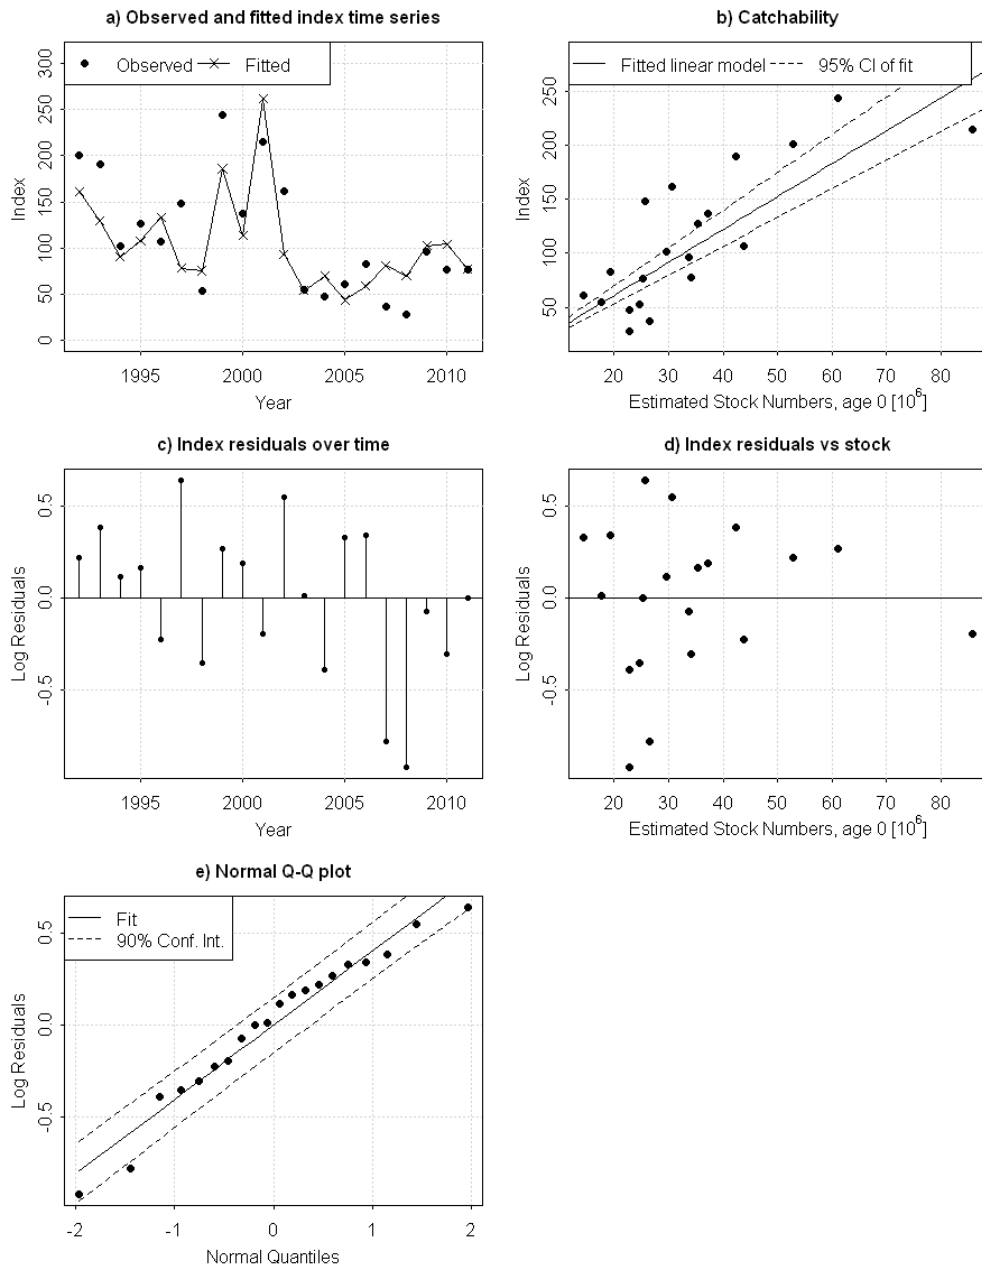 a) Observed and fitted index time series
Observed Fitted
300
250
200
150
100
50
0
Index
1995 2000 2005 2010
Year
b) Catchability
Fitted linear model 95% CI of fit
250
200
150
100
50
Index
20 30 40 50 60 70 80
Estimated Stock Numbers, age 0 [10⁶]
c) Index residuals over time
0.5
0.0
-0.5
Log Residuals
1995 2000 2005 2010
Year
d) Index residuals vs stock
0.5
0.0
-0.5
Log Residuals
20 30 40 50 60 70 80
Estimated Stock Numbers, age 0 [10⁶]
e) Normal Q-Q plot
Fit
90% Conf. Int.
0.5
0.0
-0.5
Log Residuals
-2 -1 0 1 2
Normal Quantiles